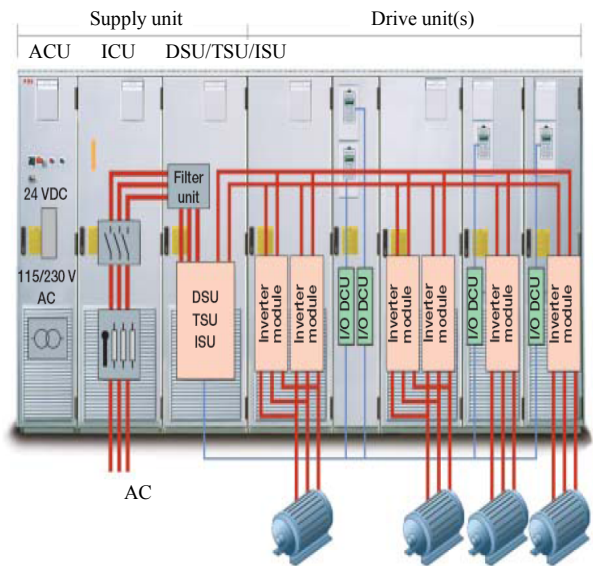 Supply unit
Drive unit(s)
ACU
ICU
DSU/TSU/ISU
ABB
24 VDC
115/230 V
AC
Filter
unit
DSU
TSU
ISU
Inverter
module
Inverter
module
I/O DCU
I/O DCU
Inverter
module
Inverter
module
I/O DCU
Inverter
module
I/O DCU
Inverter
module
AC